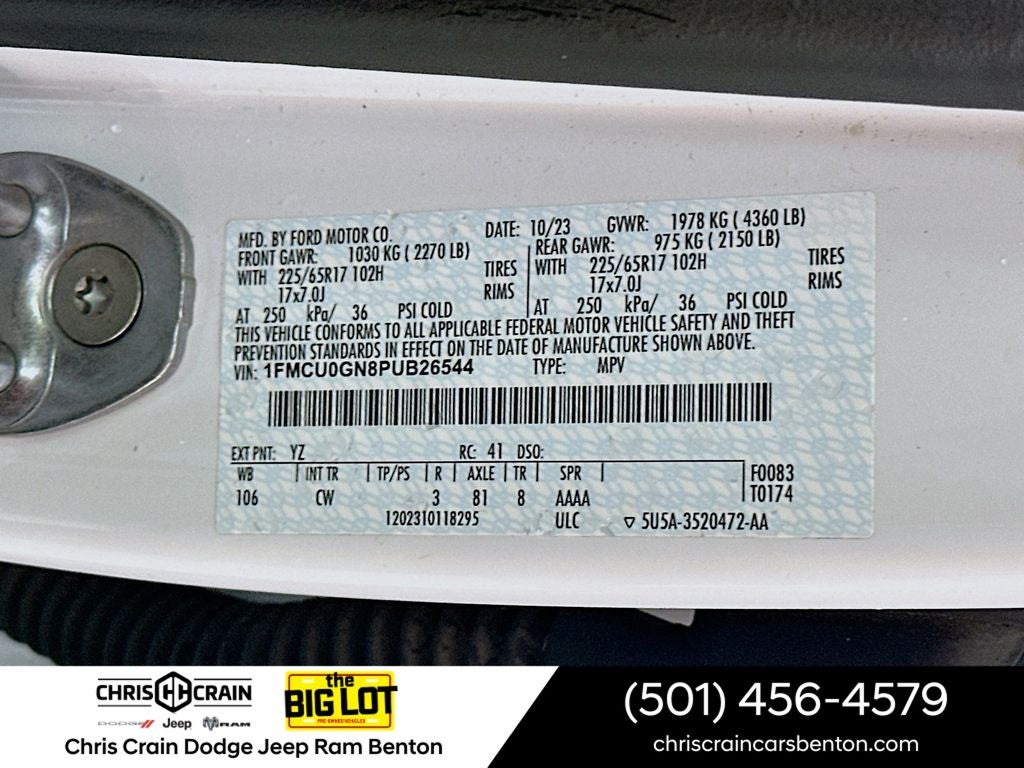 MFD. BY FORD MOTOR CO. DATE: 10/23 GVWR: 1978 KG ( 4360 LB)
FRONT GAWR: 1030 KG ( 2270 LB) REAR GAWR: 975 KG ( 2150 LB)
WITH 225/65R17 102H TIRES WITH 225/65R17 102H TIRES
17x7.0J RIMS 17x7.0J RIMS
AT 250 kPa/ 36 PSI COLD AT 250 kPa/ 36 PSI COLD
THIS VEHICLE CONFORMS TO ALL APPLICABLE FEDERAL MOTOR VEHICLE SAFETY AND THEFT
PREVENTION STANDARDS IN EFFECT ON THE DATE OF MANUFACTURE SHOWN ABOVE.
VIN: 1FMCU0GN8PUB26544 TYPE: MPV
EXT PNT: YZ RC: 41 DSO:
WB | INT TR | TP/PS | R | AXLE | TR | SPR | F0083
106 CW 3 81 8 AAAA T0174
1202310118295 ULC ▽ 5U5A-3520472-AA
CHRIS CRAIN
DODGE Jeep RAM
the
BIG LOT
PRE-OWNED VEHICLES
Chris Crain Dodge Jeep Ram Benton
(501) 456-4579
chriscraincarsbenton.com